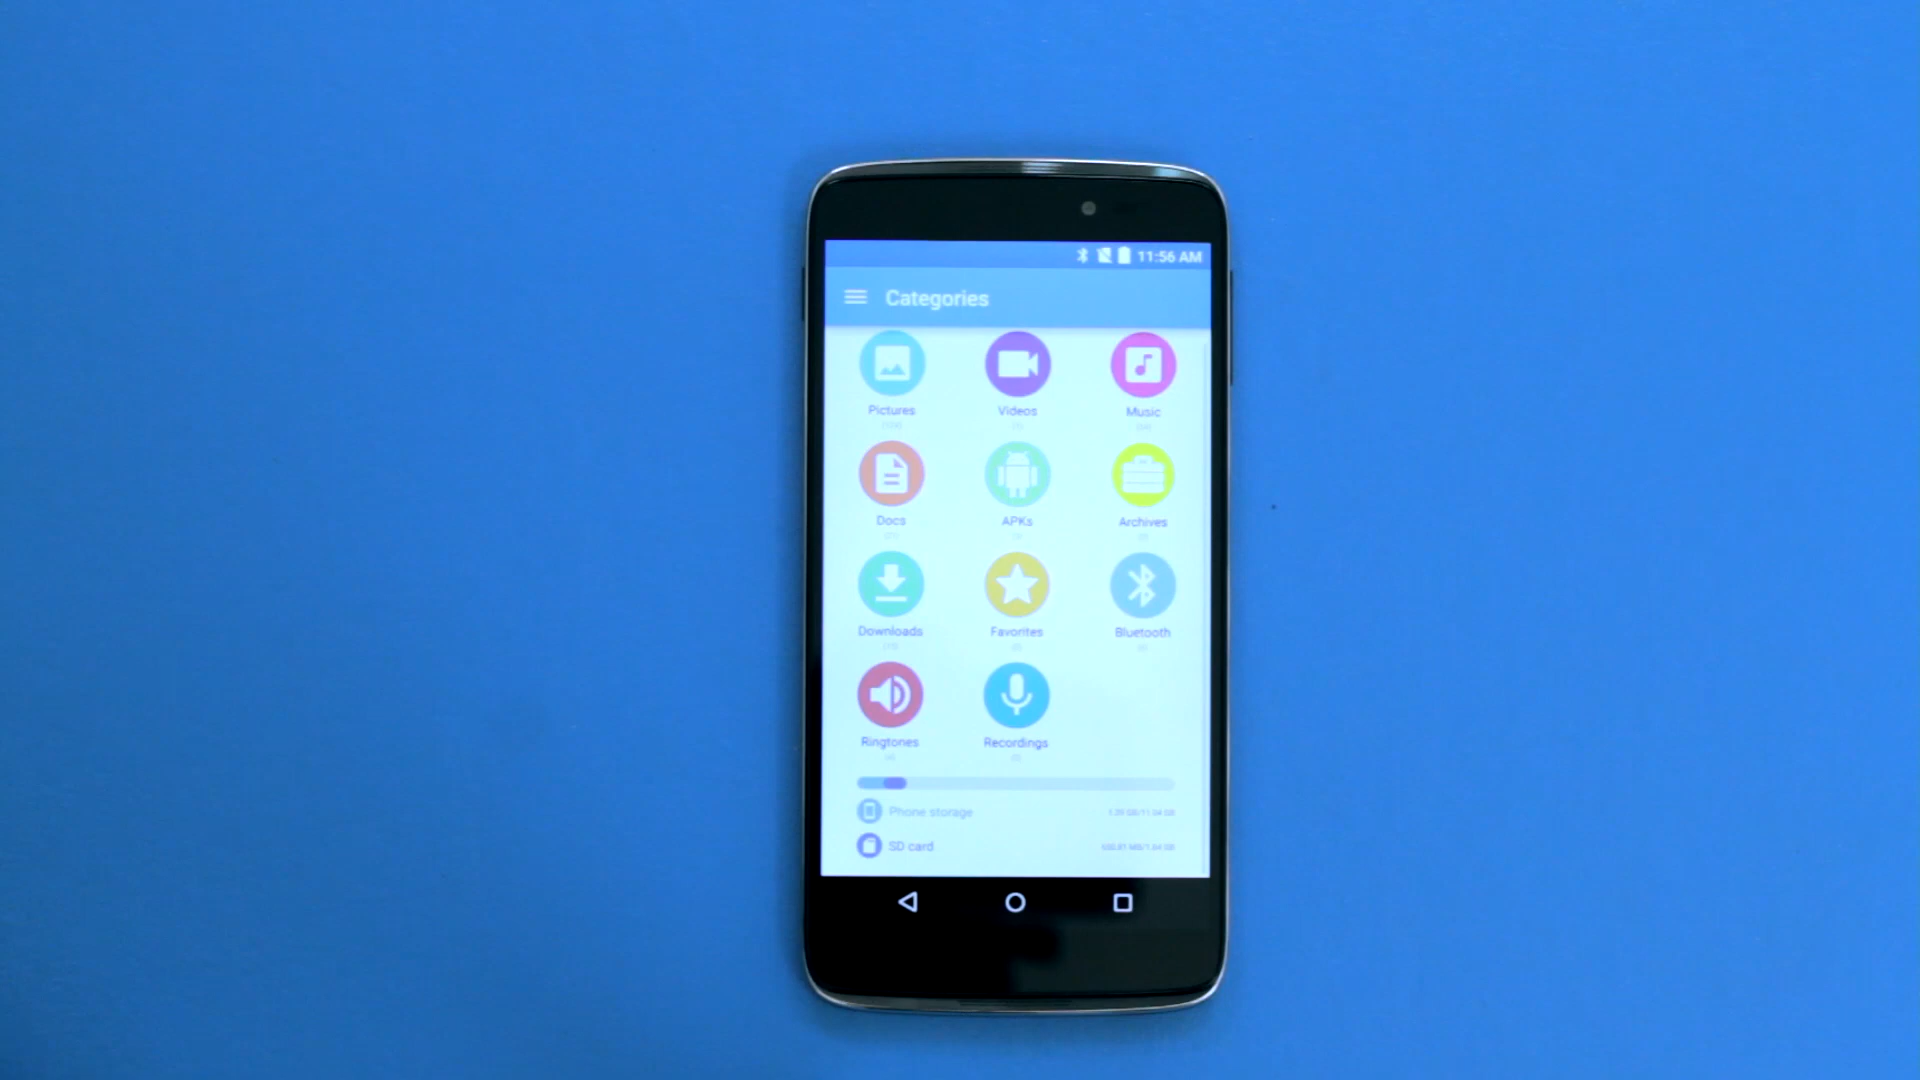 11:56 AM
Categories
Pictures
Videos
Music
Docs
APKs
Archives
Downloads
Favorites
Bluetooth
Ringtones
Recordings
Phone storage
SD card